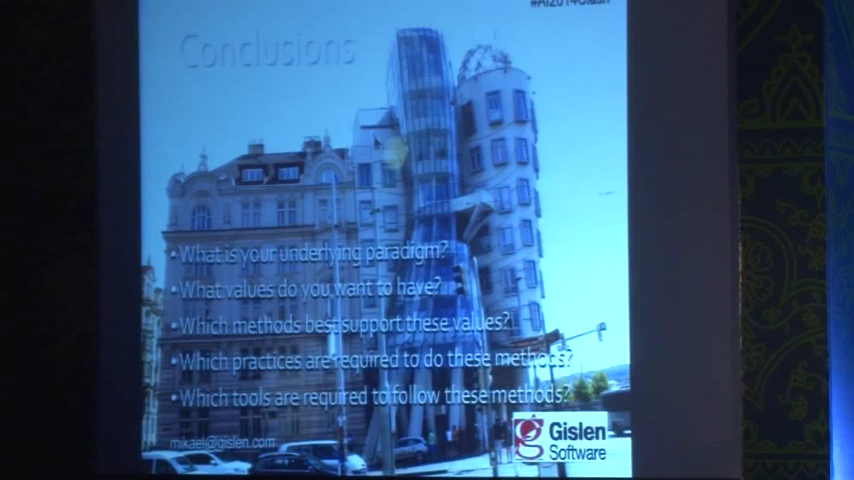 #AI2014Clash
Conclusions
• What is your underlying paradigm?
• What values do you want to have?
• Which methods best support these values?
• Which practices are required to do these methods?
• Which tools are required to follow these methods?
mikael@gislen.com
Gislen
Software